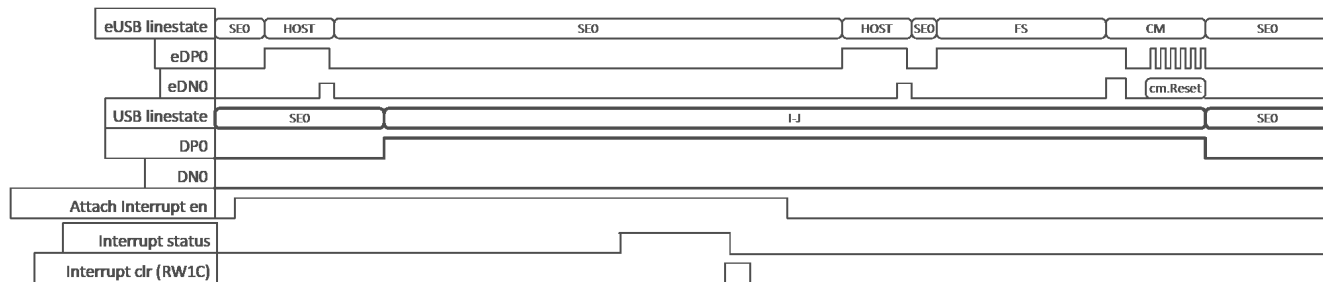 eUSB linestate SE0 HOST SE0 HOST SE0 FS CM SE0
eDP0
eDN0 cm.Reset
USB linestate SE0 I-J SE0
DP0
DN0
Attach Interrupt en
Interrupt status
Interrupt clr (RW1C)